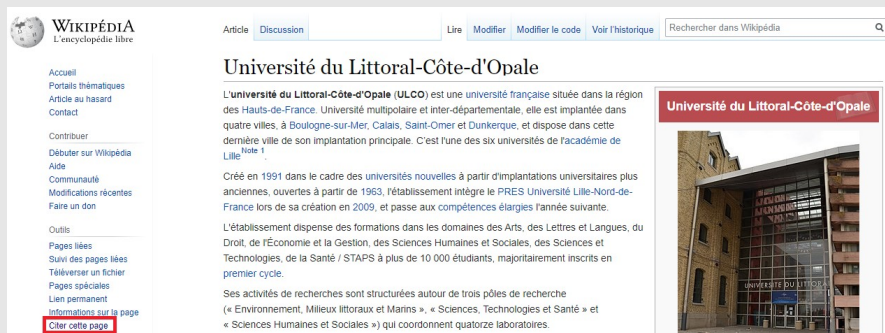 WIKIPÉDIA
L'encyclopédie libre
Article Discussion Lire Modifier Modifier le code Voir l'historique Rechercher dans Wikipédia
Accueil
Portails thématiques
Article au hasard
Contact
Contribuer
Débuter sur Wikipédia
Aide
Communauté
Modifications récentes
Faire un don
Outils
Pages liées
Suivi des pages liées
Téléverser un fichier
Pages spéciales
Lien permanent
Informations sur la page
Citer cette page
Université du Littoral-Côte-d'Opale
L'université du Littoral-Côte-d'Opale (ULCO) est une université française située dans la région
des Hauts-de-France. Université multipolaire et inter-départementale, elle est implantée dans
quatre villes, à Boulogne-sur-Mer, Calais, Saint-Omer et Dunkerque, et dispose dans cette
dernière ville de son implantation principale. C'est l'une des six universités de l'académie de
Lille Note 1.
Créé en 1991 dans le cadre des universités nouvelles à partir d'implantations universitaires plus
anciennes, ouvertes à partir de 1963, l'établissement intègre le PRES Université Lille-Nord-de-
France lors de sa création en 2009, et passe aux compétences élargies l'année suivante.
L'établissement dispense des formations dans les domaines des Arts, des Lettres et Langues, du
Droit, de l'Économie et la Gestion, des Sciences Humaines et Sociales, des Sciences et
Technologies, de la Santé / STAPS à plus de 10 000 étudiants, majoritairement inscrits en
premier cycle.
Ses activités de recherches sont structurées autour de trois pôles de recherche
(« Environnement, Milieux littoraux et Marins », « Sciences, Technologies et Santé » et
« Sciences Humaines et Sociales ») qui coordonnent quatorze laboratoires.
Université du Littoral-Côte-d'Opale
UNIVERSITÉ DU LITTORAL